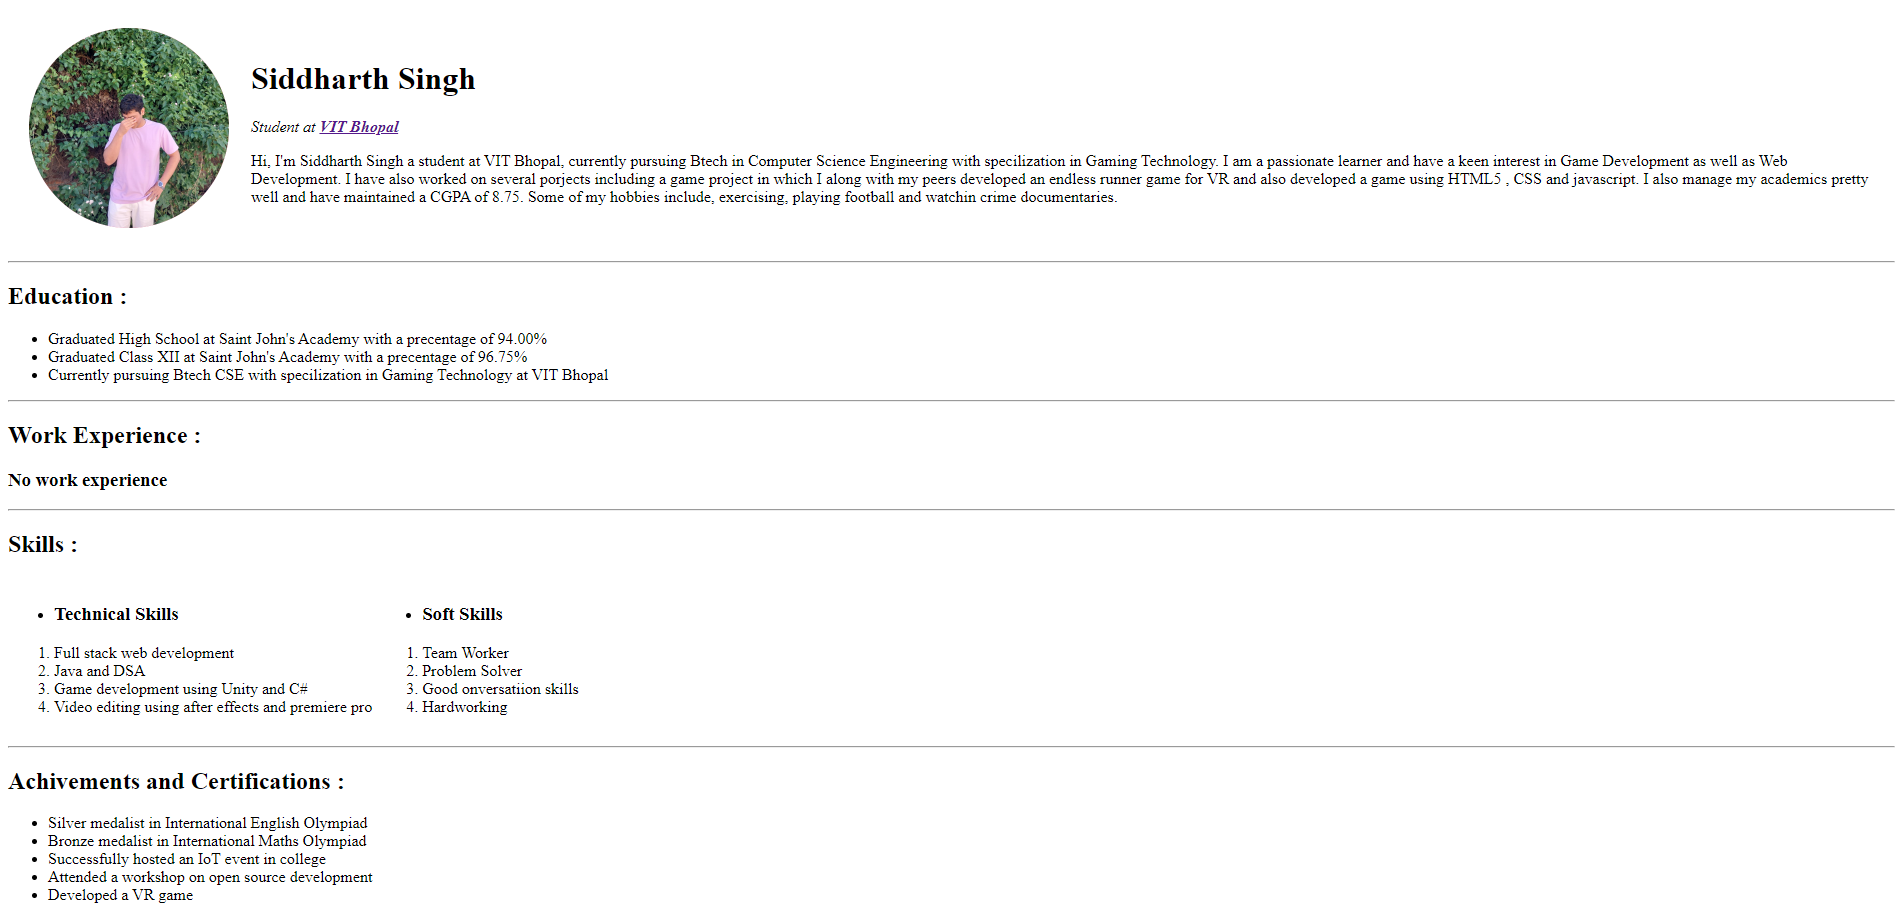 Siddharth Singh
Student at VIT Bhopal
Hi, I'm Siddharth Singh a student at VIT Bhopal, currently pursuing Btech in Computer Science Engineering with specilization in Gaming Technology. I am a passionate learner and have a keen interest in Game Development as well as Web
Development. I have also worked on several porjects including a game project in which I along with my peers developed an endless runner game for VR and also developed a game using HTML5 , CSS and javascript. I also manage my academics pretty
well and have maintained a CGPA of 8.75. Some of my hobbies include, exercising, playing football and watchin crime documentaries.
Education :
• Graduated High School at Saint John's Academy with a precentage of 94.00%
• Graduated Class XII at Saint John's Academy with a precentage of 96.75%
• Currently pursuing Btech CSE with specilization in Gaming Technology at VIT Bhopal
Work Experience :
No work experience
Skills :
• Technical Skills
1. Full stack web development
2. Java and DSA
3. Game development using Unity and C#
4. Video editing using after effects and premiere pro
• Soft Skills
1. Team Worker
2. Problem Solver
3. Good onversatiion skills
4. Hardworking
Achivements and Certifications :
• Silver medalist in International English Olympiad
• Bronze medalist in International Maths Olympiad
• Successfully hosted an IoT event in college
• Attended a workshop on open source development
• Developed a VR game